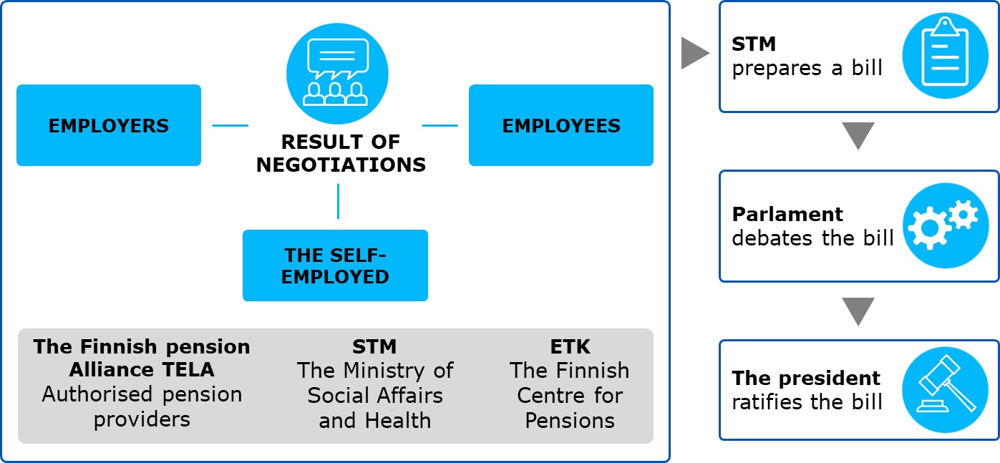 EMPLOYERS
RESULT OF
NEGOTIATIONS
EMPLOYEES
THE SELF-
EMPLOYED
The Finnish pension
Alliance TELA
Authorised pension
providers
STM
The Ministry of
Social Affairs
and Health
ETK
The Finnish
Centre for
Pensions
STM
prepares a bill
Parlament
debates the bill
The president
ratifies the bill